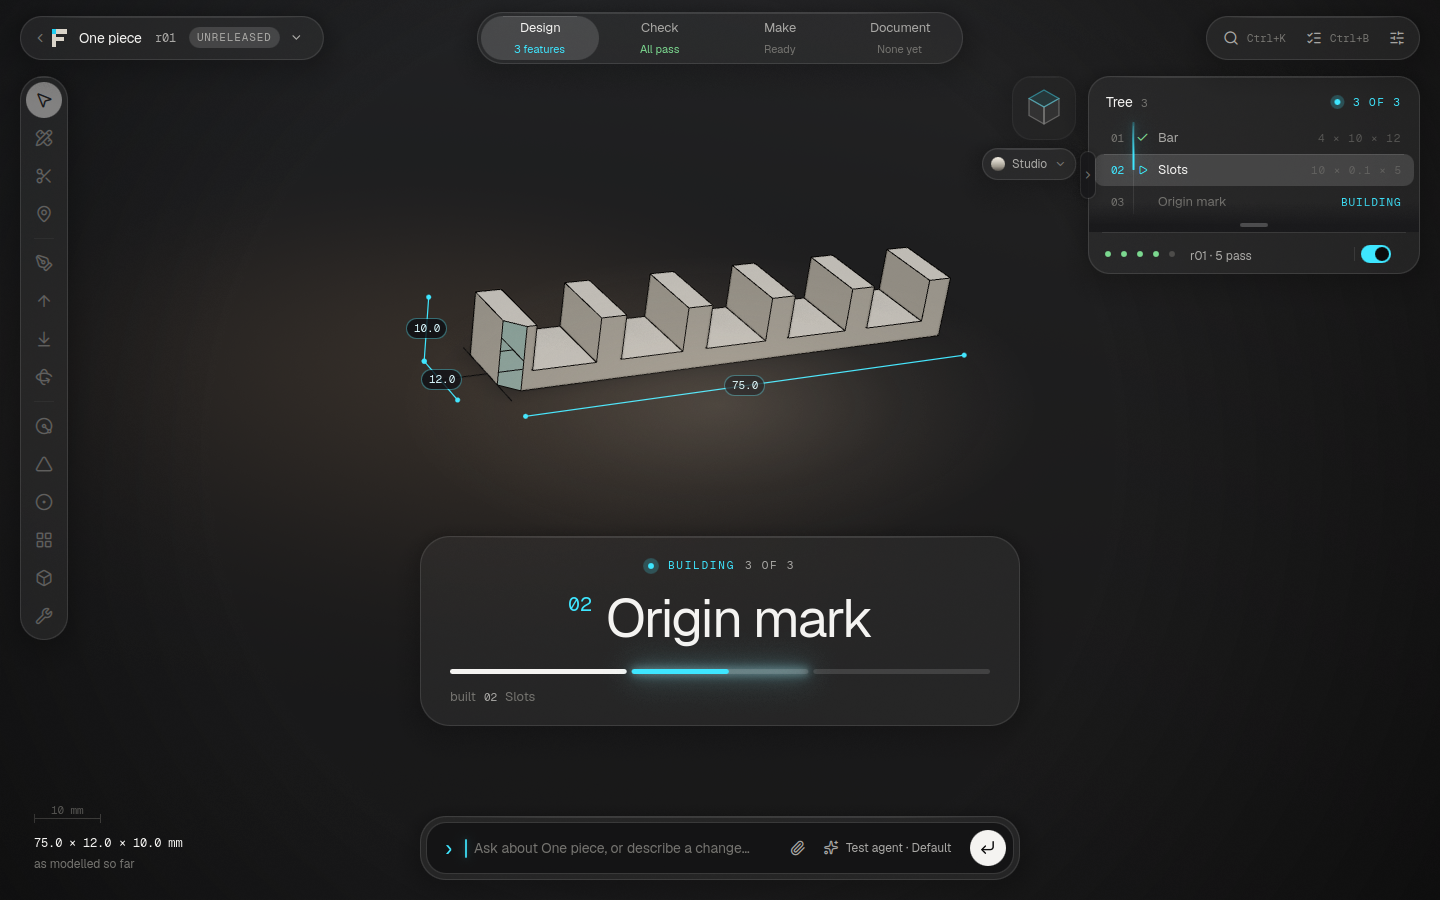 One piece r01 UNRELEASED
Design
3 features
Check
All pass
Make
Ready
Document
None yet
Ctrl+K Ctrl+B
Studio
Tree 3 3 OF 3
01 Bar 4 × 10 × 12
02 Slots 10 × 0.1 × 5
03 Origin mark BUILDING
r01 · 5 pass
10.0
12.0
75.0
BUILDING 3 OF 3
02 Origin mark
built 02 Slots
10 mm
75.0 × 12.0 × 10.0 mm
as modelled so far
Ask about One piece, or describe a change…
Test agent · Default